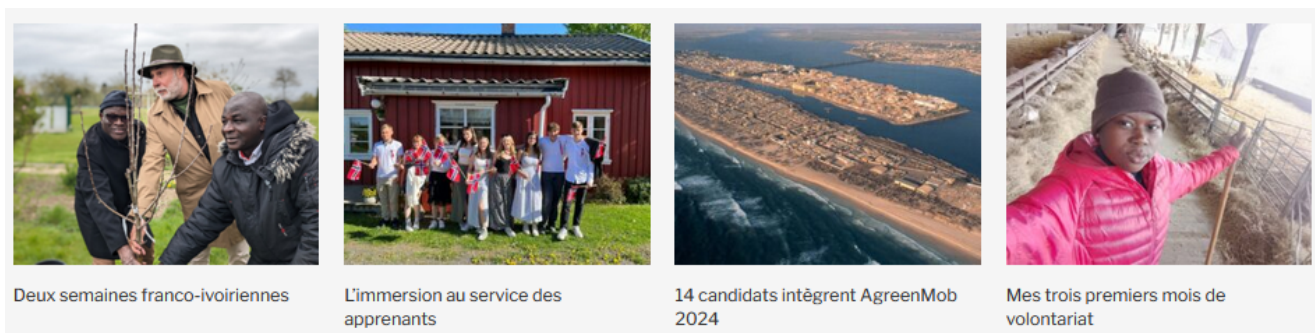 Deux semaines franco-ivoiriennes
L'immersion au service des
apprenants
14 candidats intègrent AgreenMob
2024
Mes trois premiers mois de
volontariat